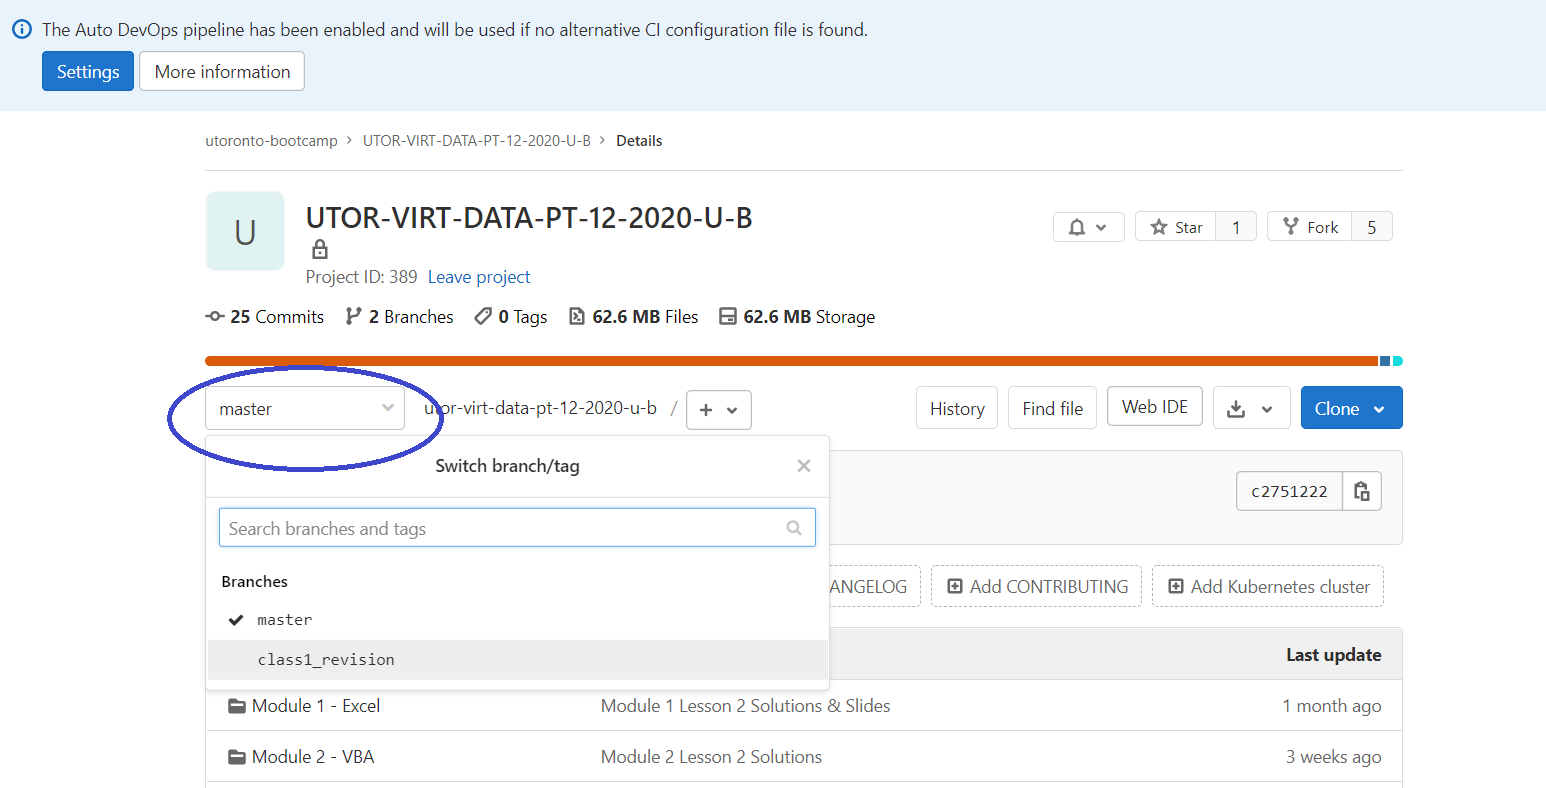 The Auto DevOps pipeline has been enabled and will be used if no alternative CI configuration file is found.
Settings More information
utoronto-bootcamp > UTOR-VIRT-DATA-PT-12-2020-U-B > Details
U
UTOR-VIRT-DATA-PT-12-2020-U-B
Star 1 Fork 5
Project ID: 389 Leave project
25 Commits 2 Branches 0 Tags 62.6 MB Files 62.6 MB Storage
master utor-virt-data-pt-12-2020-u-b / + History Find file Web IDE Clone
Switch branch/tag
c2751222
Search branches and tags
Branches
ANGELOG Add CONTRIBUTING Add Kubernetes cluster
master
class1_revision
Last update
Module 1 - Excel Module 1 Lesson 2 Solutions & Slides 1 month ago
Module 2 - VBA Module 2 Lesson 2 Solutions 3 weeks ago